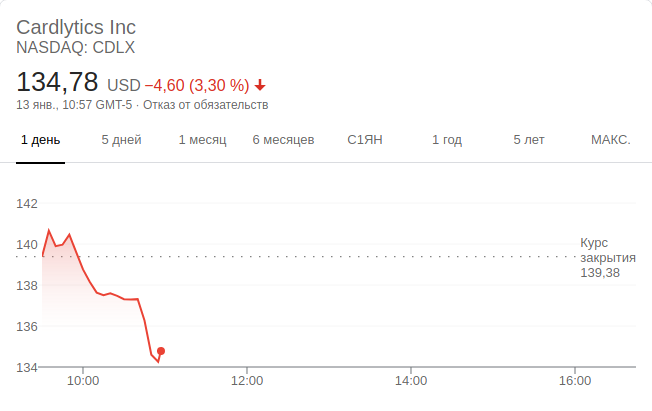 Cardlytics Inc
NASDAQ: CDLX
134,78 USD −4,60 (3,30 %)
13 янв., 10:57 GMT-5 · Отказ от обязательств
1 день 5 дней 1 месяц 6 месяцев С1ЯН 1 год 5 лет МАКС.
142
140
138
136
134
Курс
закрытия
139,38
10:00 12:00 14:00 16:00